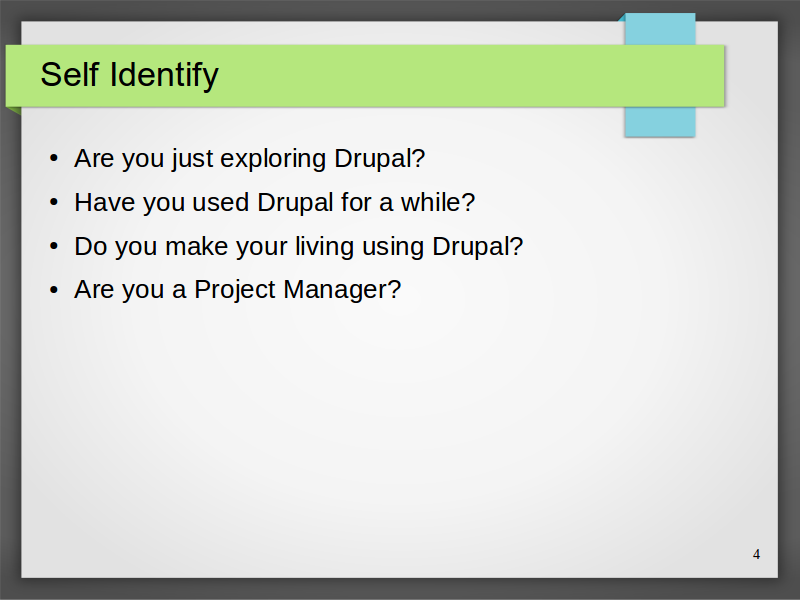 Self Identify
• Are you just exploring Drupal?
• Have you used Drupal for a while?
• Do you make your living using Drupal?
• Are you a Project Manager?
4